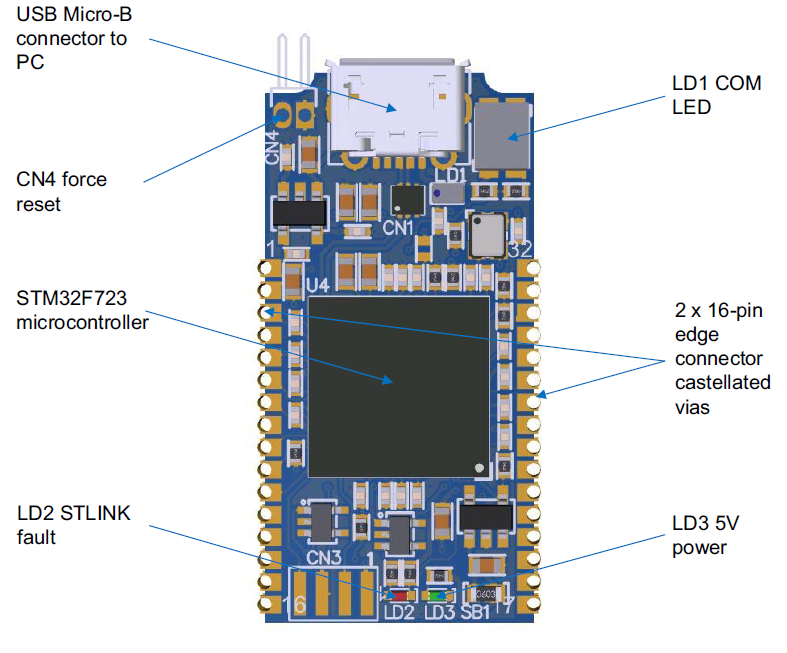 USB Micro-B
connector to
PC
LD1 COM
LED
CN4
CN4 force
reset
LD1
CN1
1
32
U4
STM32F723
microcontroller
2 x 16-pin
edge
connector
castellated
vias
LD2 STLINK
fault
LD3 5V
power
CN3
1
16
0603
LD2
LD3
SB1
17